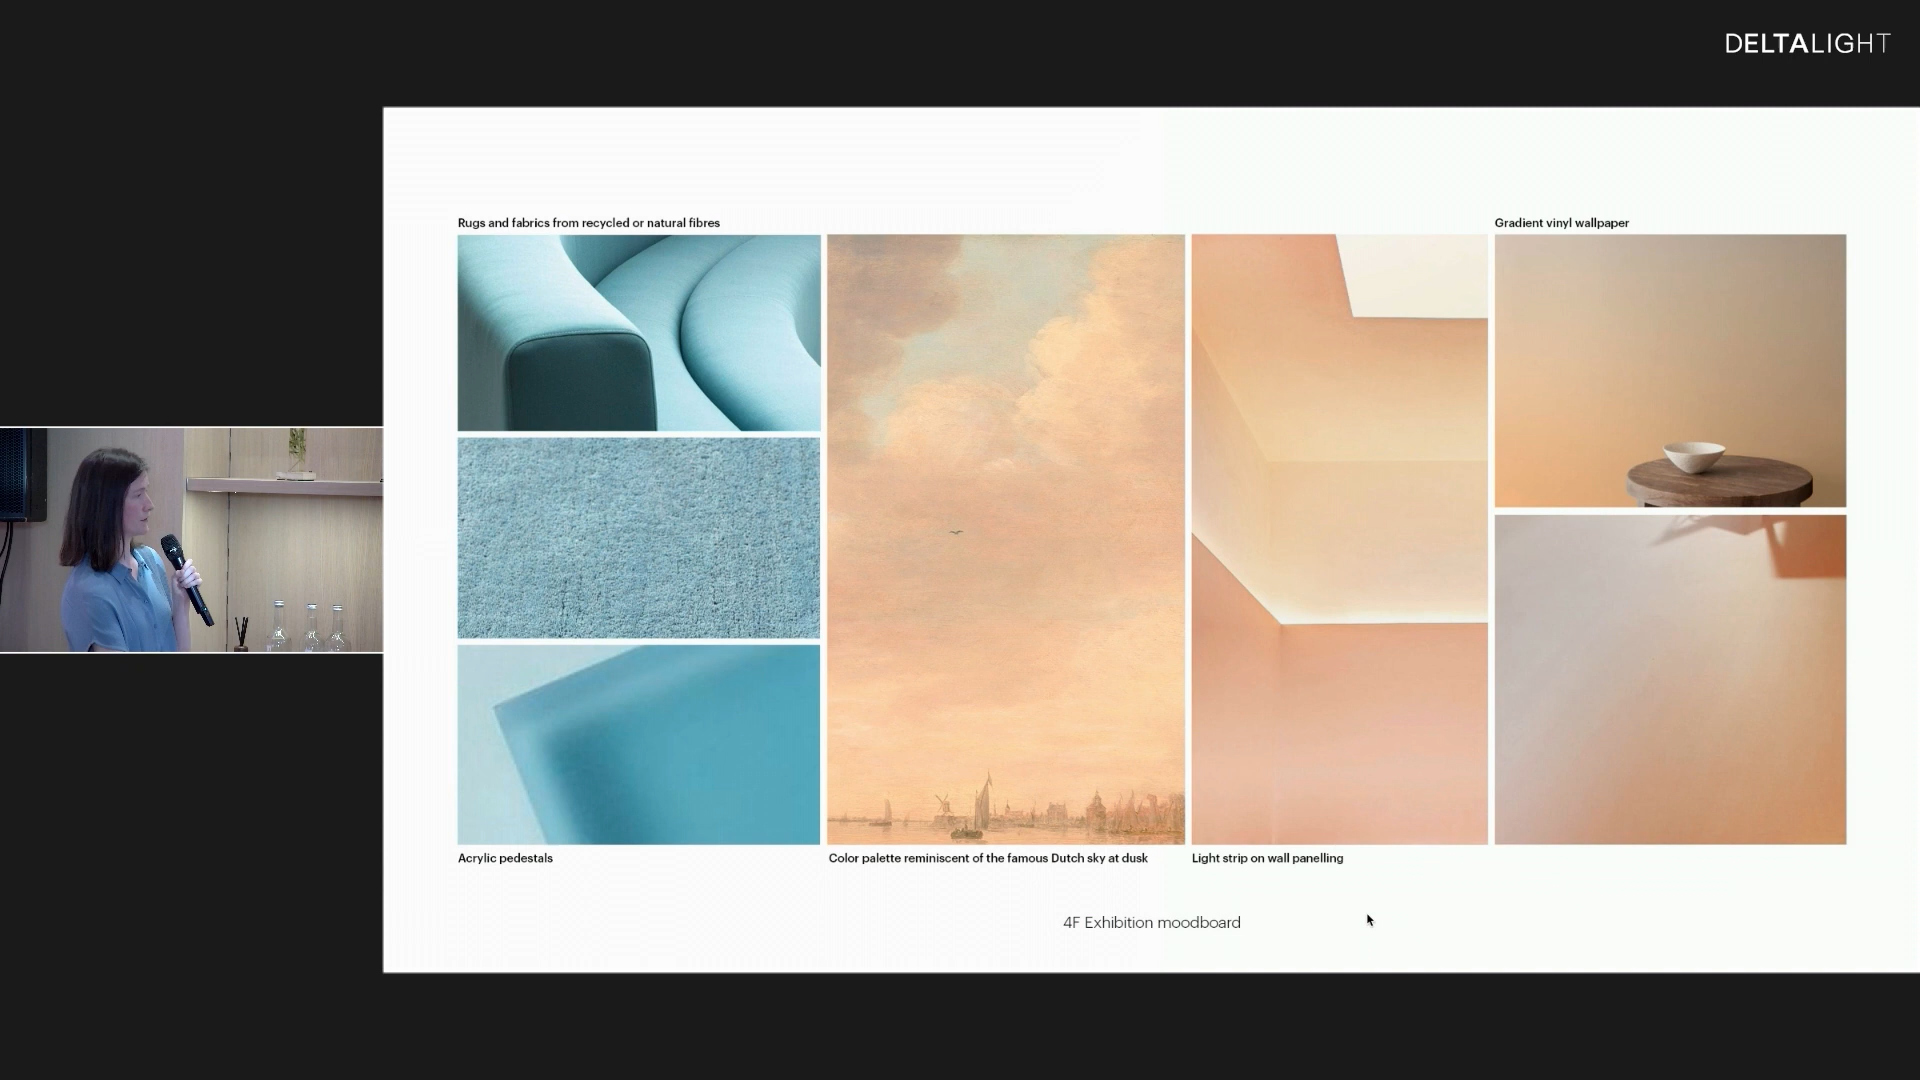 DELTALIGHT
Rugs and fabrics from recycled or natural fibres
Gradient vinyl wallpaper
Acrylic pedestals
Color palette reminiscent of the famous Dutch sky at dusk
Light strip on wall panelling
4F Exhibition moodboard